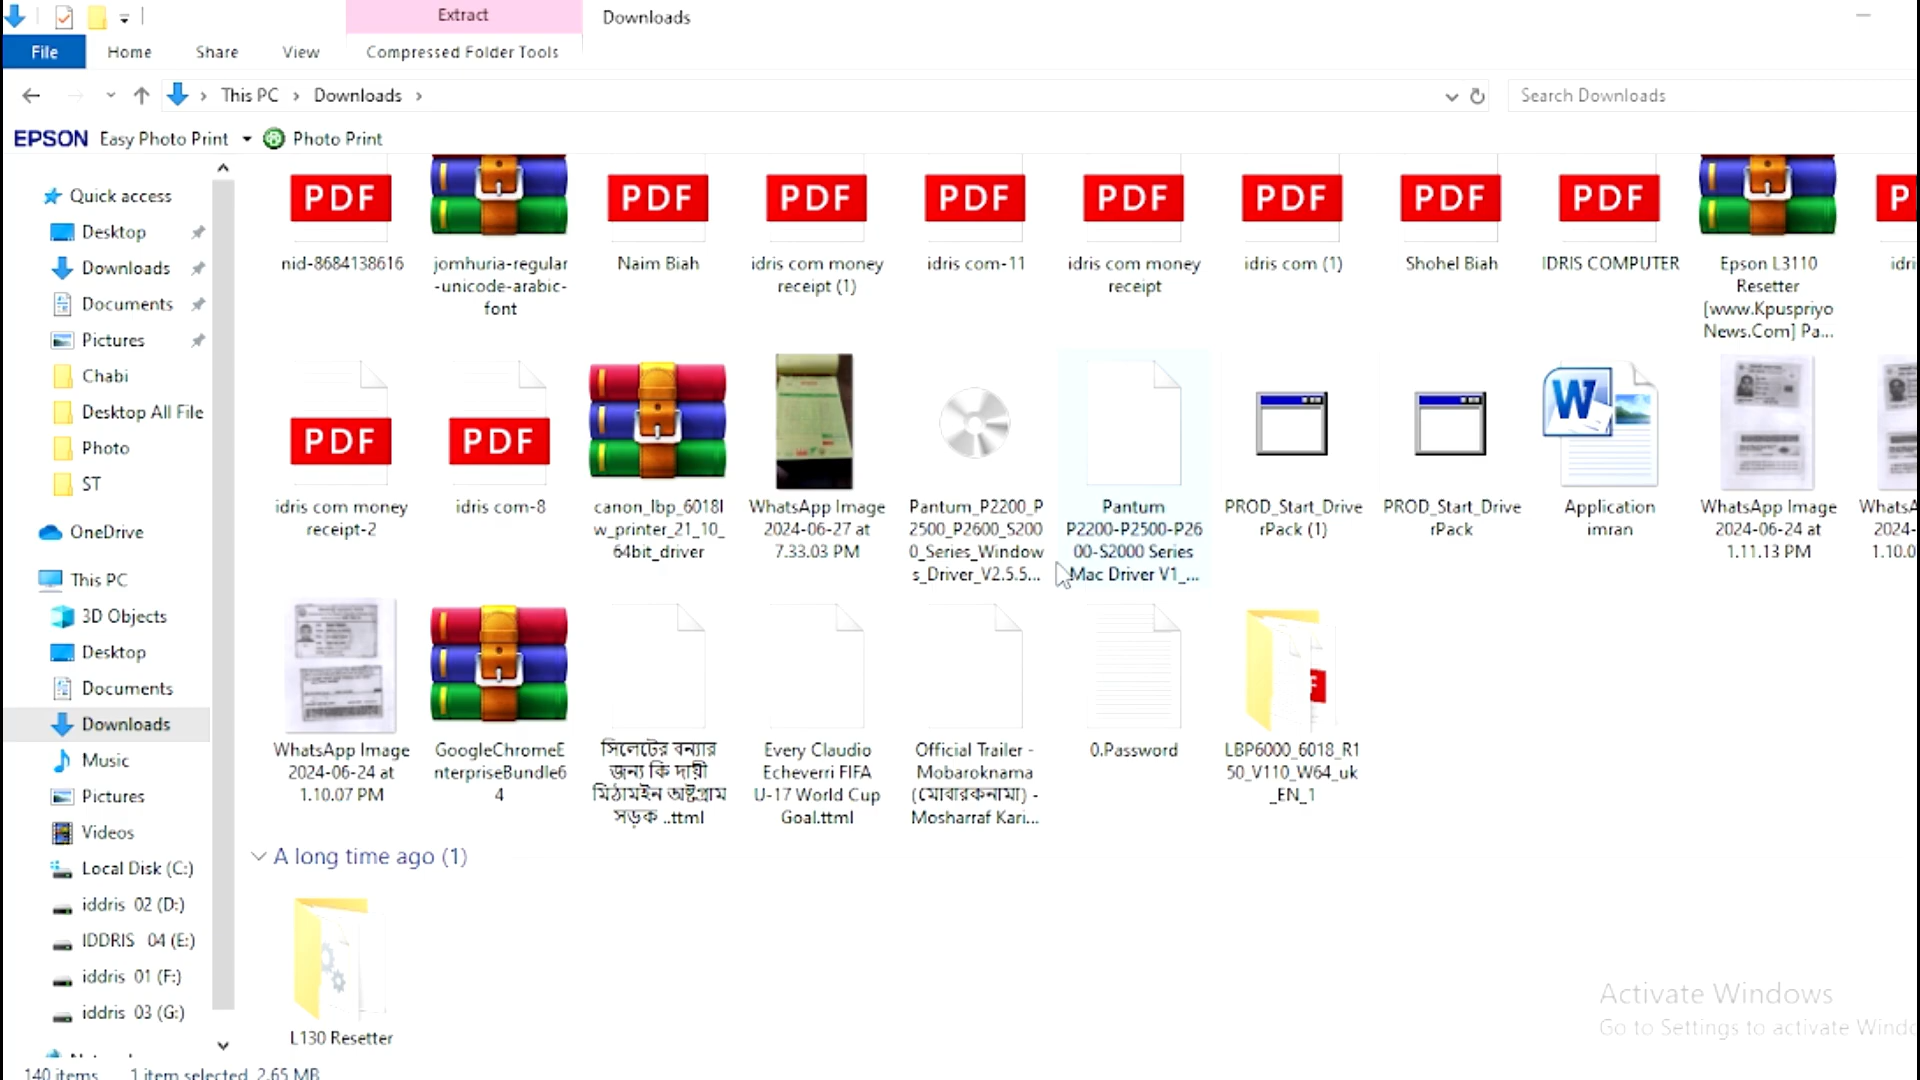 Extract
Downloads
File
Home
Share
View
Compressed Folder Tools
This PC
Downloads
Search Downloads
EPSON Easy Photo Print
Photo Print
Quick access
Desktop
Downloads
Documents
Pictures
Chabi
Desktop All File
Photo
ST
OneDrive
This PC
3D Objects
Desktop
Documents
Downloads
Music
Pictures
Videos
Local Disk (C:)
iddris 02 (D:)
IDDRIS 04 (E:)
iddris 01 (F:)
iddris 03 (G:)
PDF
PDF
PDF
PDF
PDF
PDF
PDF
PDF
nid-8684138616
jomhuria-regular
-unicode-arabic-
font
Naim Biah
idris com money
receipt (1)
idris com-11
idris com money
receipt
idris com (1)
Shohel Biah
IDRIS COMPUTER
Epson L3110
Resetter
[www.Kpuspriyo
News.Com] Pa...
PDF
PDF
W
idris com money
receipt-2
idris com-8
canon_lbp_6018l
w_printer_21_10_
64bit_driver
WhatsApp Image
2024-06-27 at
7.33.03 PM
Pantum_P2200_P
2500_P2600_S200
0_Series_Window
s_Driver_V2.5.5...
Pantum
P2200-P2500-P26
00-S2000 Series
Mac Driver V1_...
PROD_Start_Drive
rPack (1)
PROD_Start_Drive
rPack
Application
imran
WhatsApp Image
2024-06-24 at
1.11.13 PM
WhatsApp Image
2024-06-24 at
1.10.07 PM
GoogleChromeE
nterpriseBundle6
4
সিলেটের বন্যার
জন্য কি দায়ী
মিঠামইন অষ্টগ্রাম
সড়ক ..ttml
Every Claudio
Echeverri FIFA
U-17 World Cup
Goal.ttml
Official Trailer -
Mobaroknama
(মোবারকনামা) -
Mosharraf Kari...
0.Password
LBP6000_6018_R1
50_V110_W64_uk
_EN_1
A long time ago (1)
L130 Resetter
Activate Windows
Go to Settings to activate
140 items 1 item selected 2.65 MB